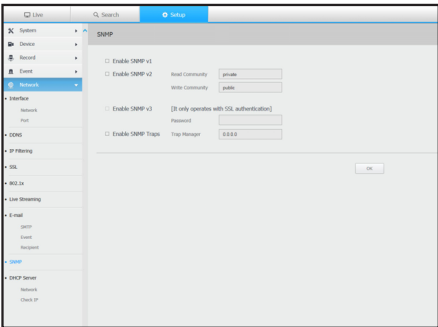 Live
Search
Setup
System
Device
Record
Event
Network
Interface
Network
Port
DDNS
IP Filtering
SSL
802.1x
Live Streaming
E-mail
SMTP
Event
Recipient
SNMP
DHCP Server
Network
Check IP
SNMP
Enable SNMP v1
Enable SNMP v2
Read Community
private
Write Community
public
Enable SNMP v3
[It only operates with SSL authentication]
Password
Enable SNMP Traps
Trap Manager
0.0.0.0
OK